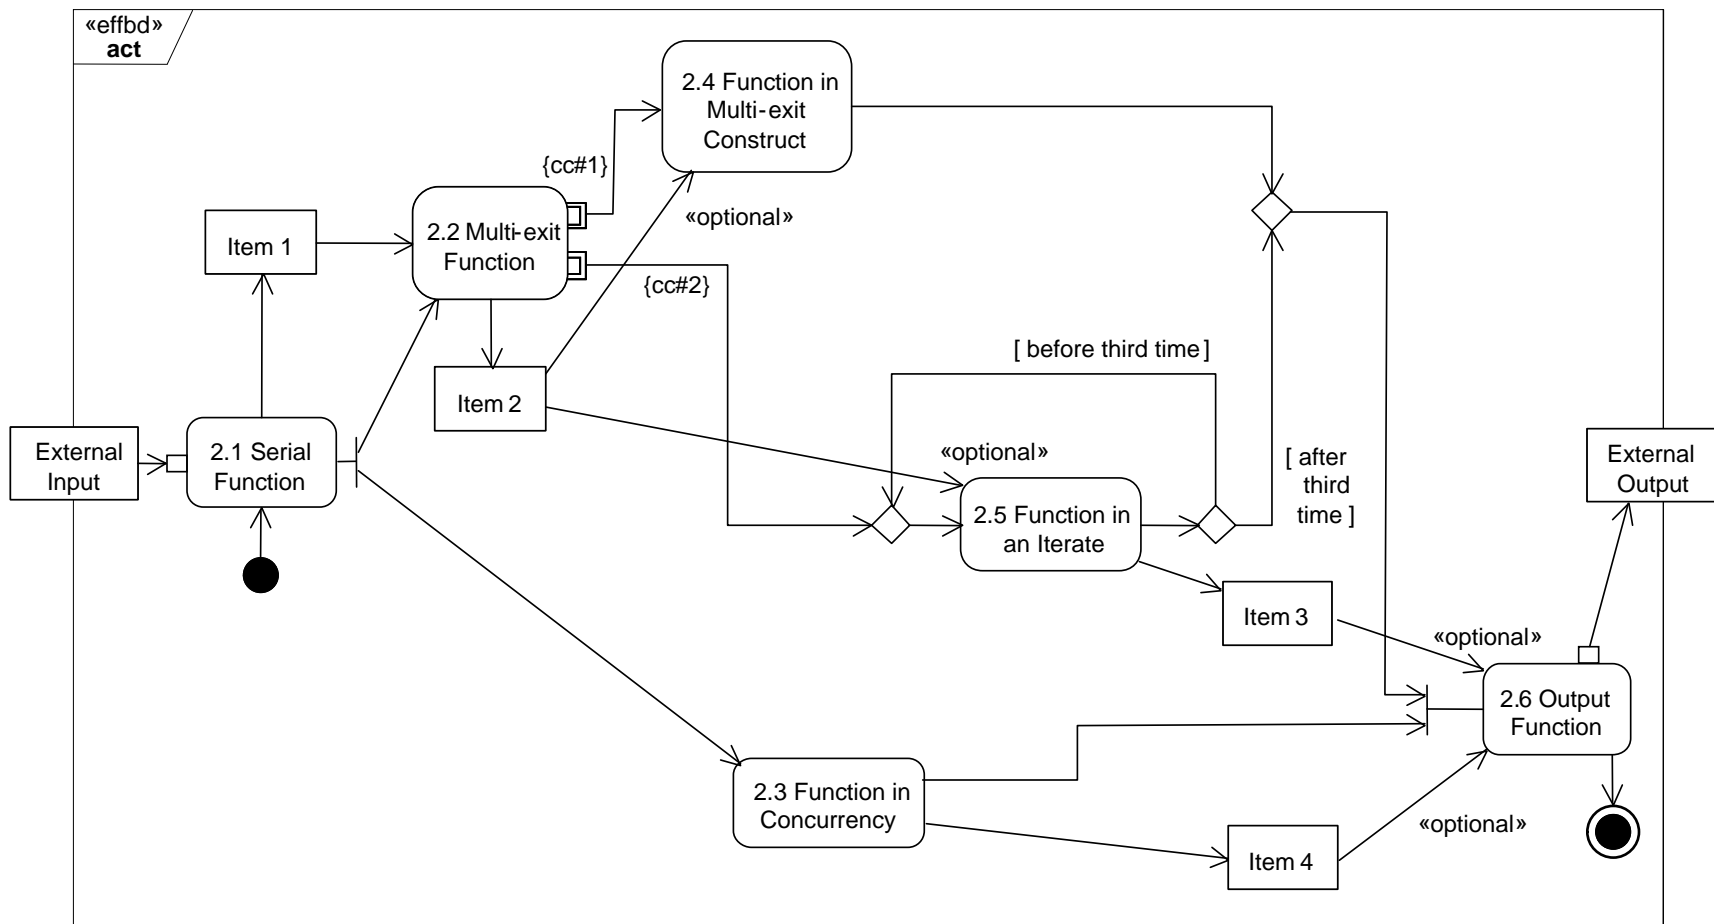 «effbd»
act
2.4 Function in
Multi-exit
Construct
{cc#1}
«optional»
2.2 Multi-exit
Function
Item 1
{cc#2}
[ before third time ]
Item 2
External
Input
2.1 Serial
Function
«optional»
[ after
third
time ]
External
Output
2.5 Function in
an Iterate
Item 3
«optional»
2.6 Output
Function
2.3 Function in
Concurrency
«optional»
Item 4